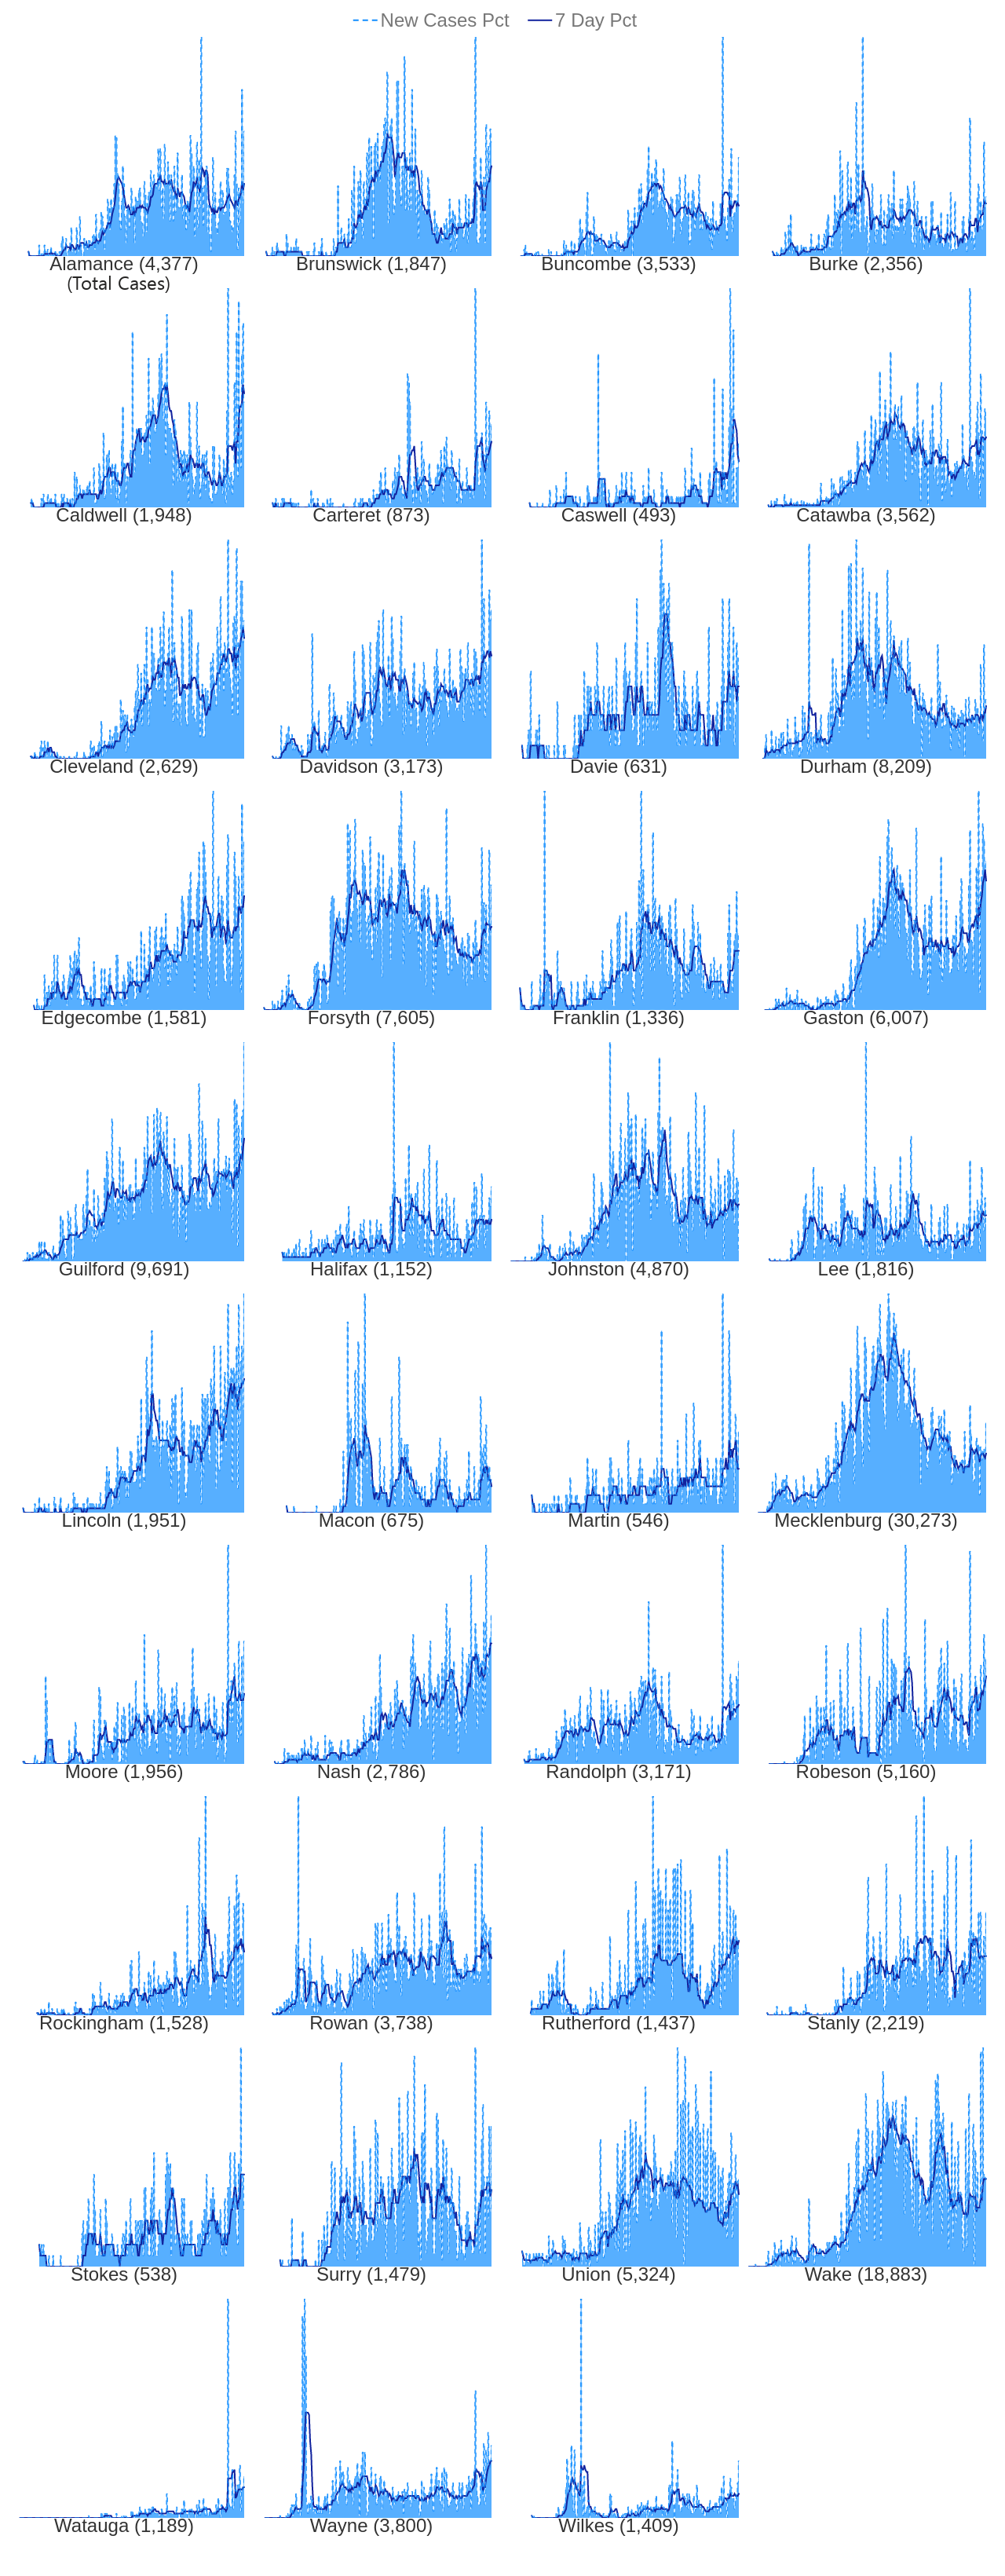 New Cases Pct 7 Day Pct
Alamance (4,377) Brunswick (1,847) Buncombe (3,533) Burke (2,356)
(Total Cases)
Caldwell (1,948) Carteret (873) Caswell (493) Catawba (3,562)
Cleveland (2,629) Davidson (3,173) Davie (631) Durham (8,209)
Edgecombe (1,581) Forsyth (7,605) Franklin (1,336) Gaston (6,007)
Guilford (9,691) Halifax (1,152) Johnston (4,870) Lee (1,816)
Lincoln (1,951) Macon (675) Martin (546) Mecklenburg (30,273)
Moore (1,956) Nash (2,786) Randolph (3,171) Robeson (5,160)
Rockingham (1,528) Rowan (3,738) Rutherford (1,437) Stanly (2,219)
Stokes (538) Surry (1,479) Union (5,324) Wake (18,883)
Watauga (1,189) Wayne (3,800) Wilkes (1,409)